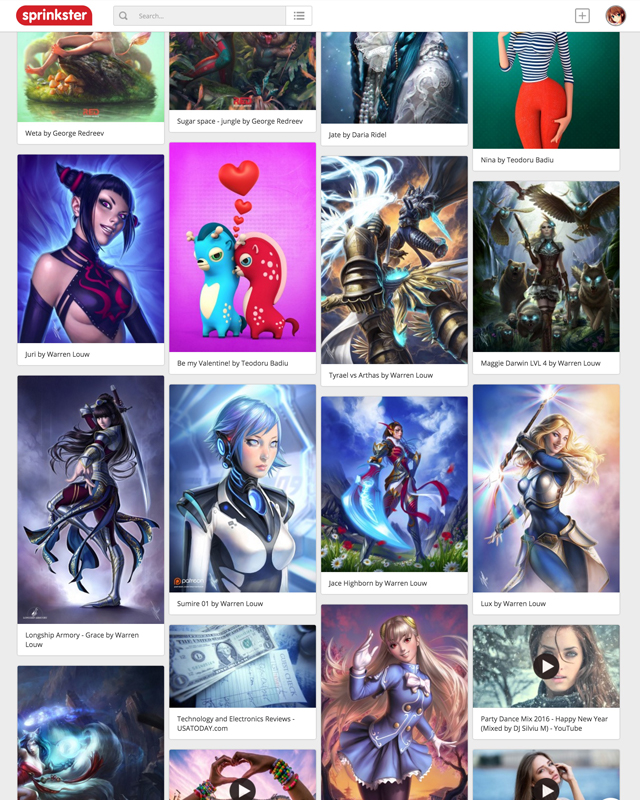 sprinkster
Search...
Weta by George Redreev
Sugar space - jungle by George Redreev
Jate by Daria Ridel
Nina by Teodoru Badiu
Juri by Warren Louw
Be my Valentine! by Teodoru Badiu
Tyrael vs Arthas by Warren Louw
Maggie Darwin LVL 4 by Warren Louw
Longship Armory - Grace by Warren
Louw
patreon
Sumire 01 by Warren Louw
Jace Highborn by Warren Louw
Lux by Warren Louw
Technology and Electronics Reviews -
USATODAY.com
Party Dance Mix 2016 - Happy New Year
(Mixed by DJ Silviu M) - YouTube